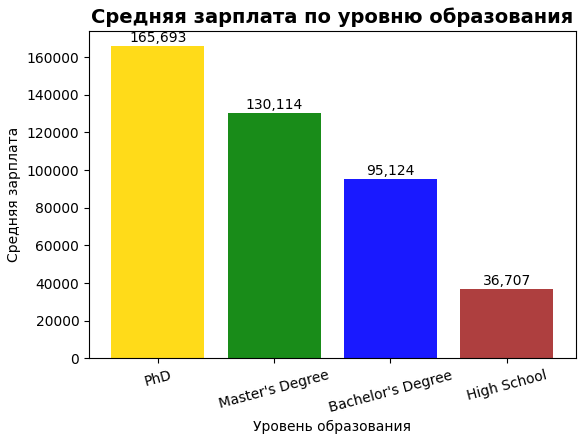 Средняя зарплата по уровню образования
165,693
130,114
95,124
36,707
160000
140000
120000
100000
80000
60000
40000
20000
0
Средняя зарплата
PhD
Master's Degree
Bachelor's Degree
High School
Уровень образования